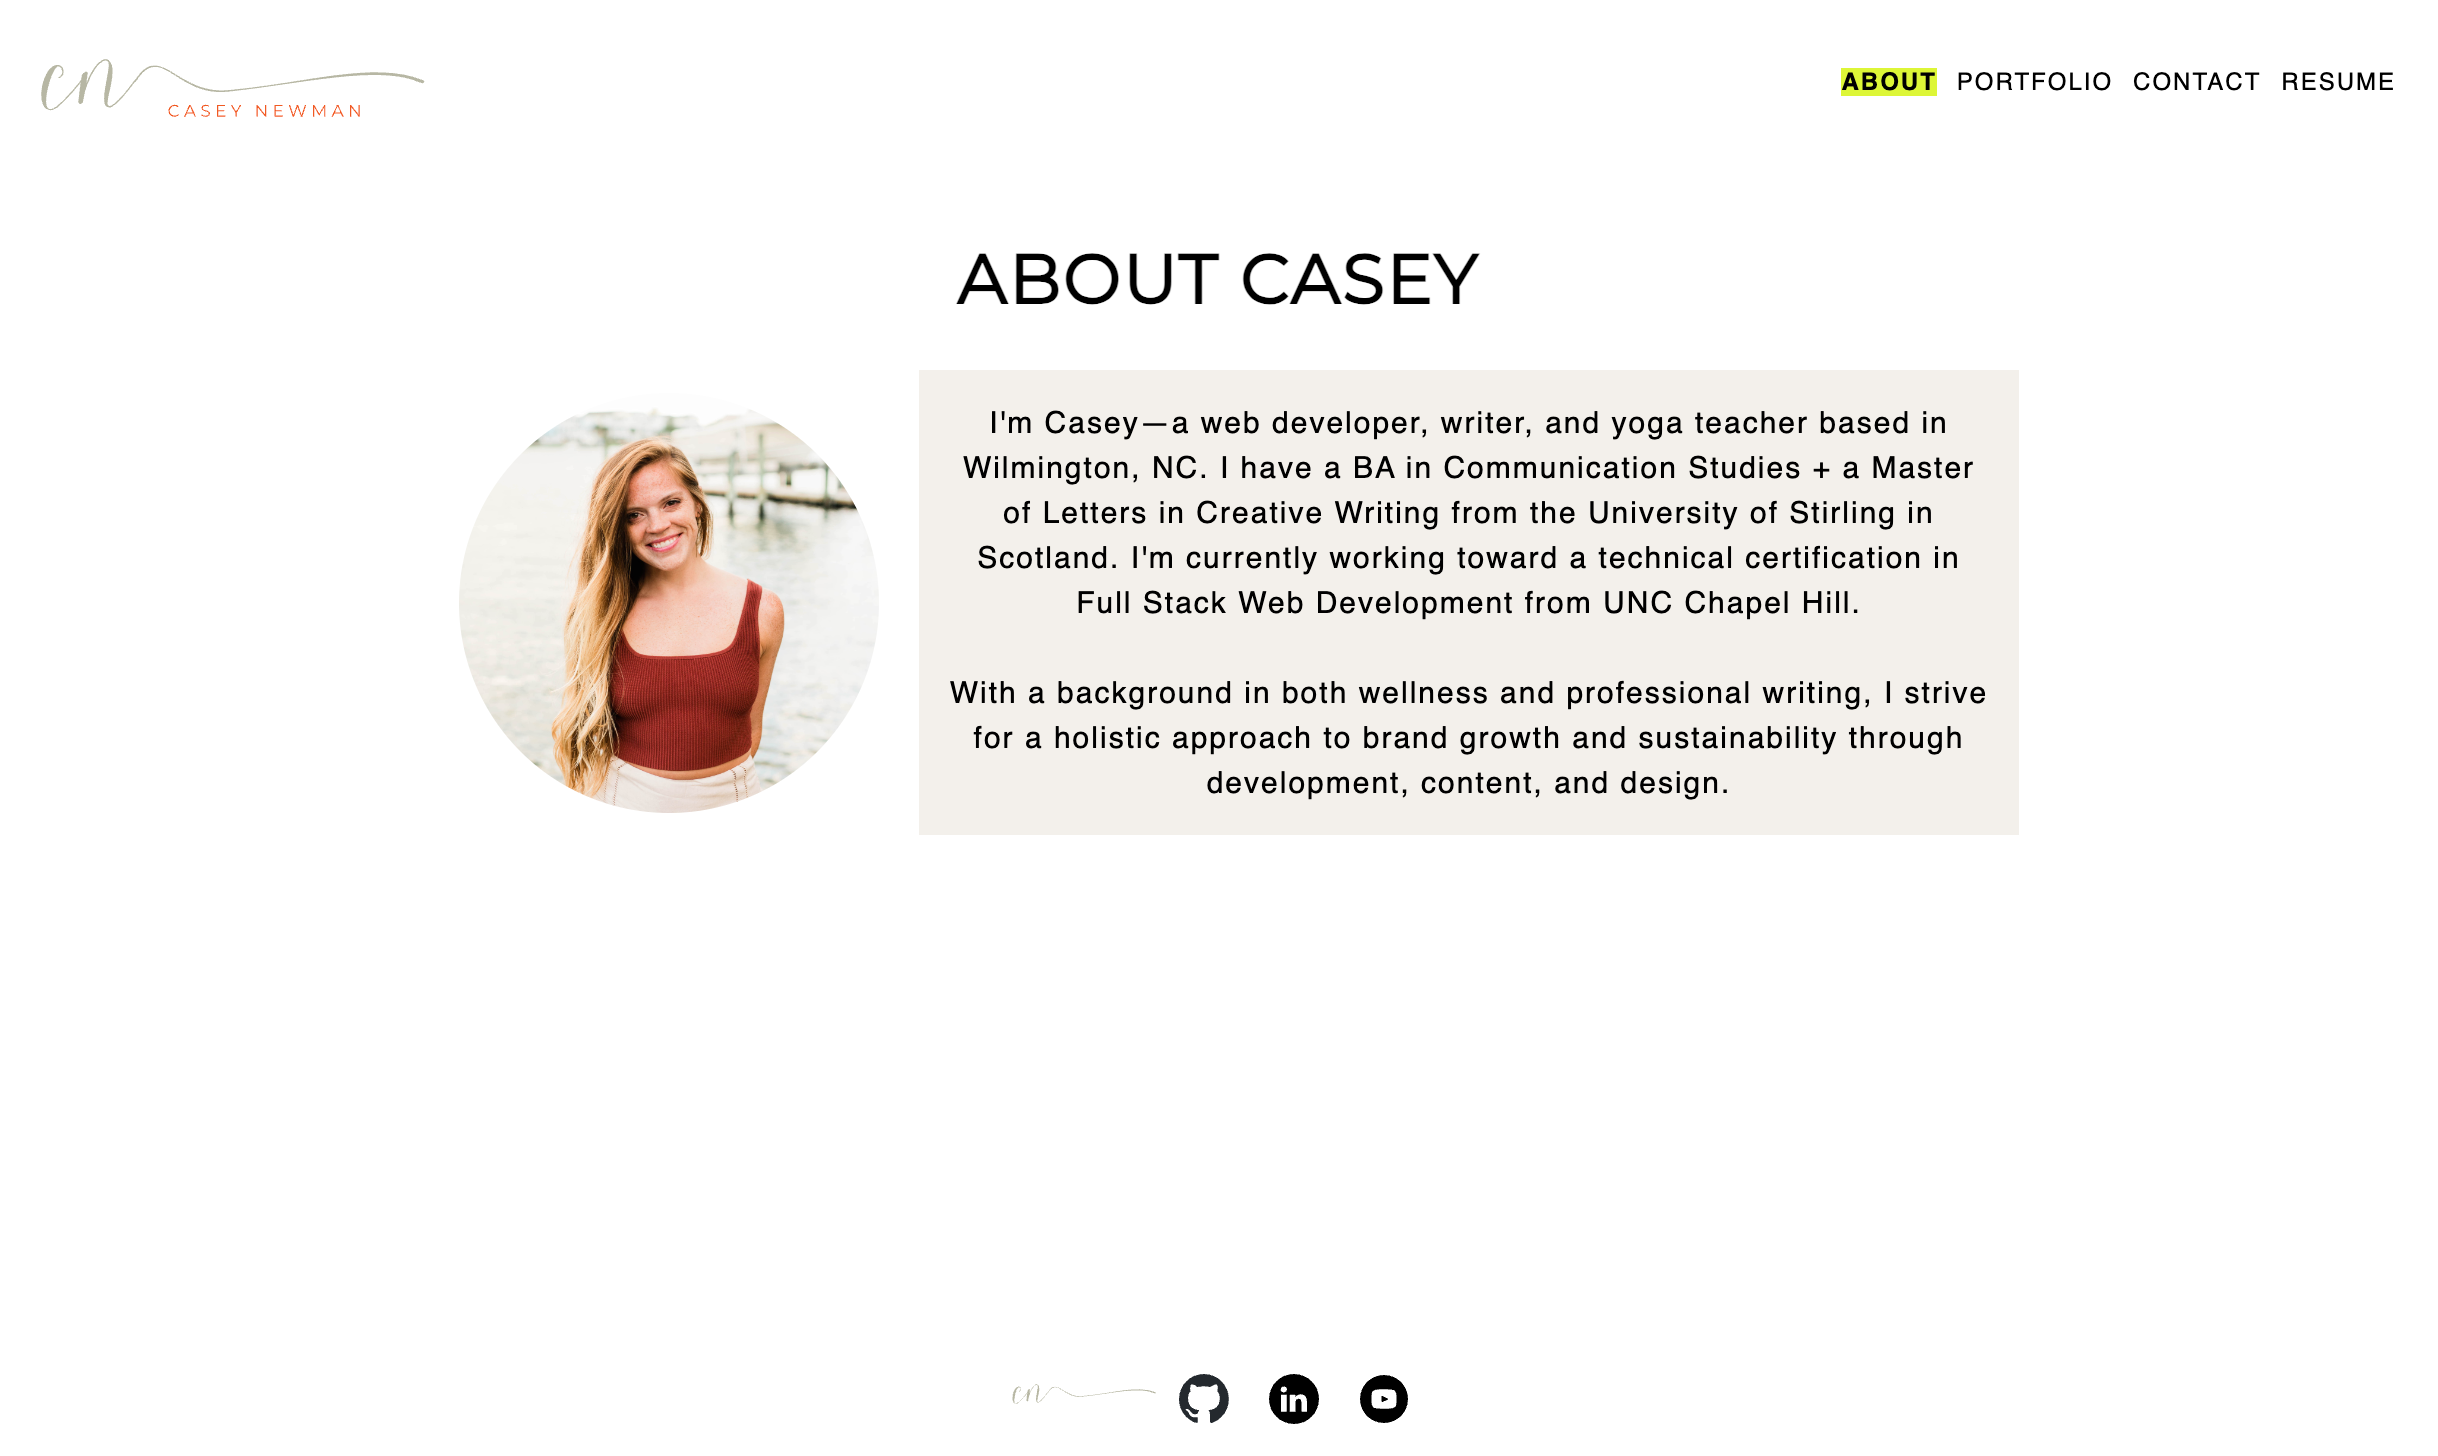 cn
CASEY NEWMAN
ABOUT PORTFOLIO CONTACT RESUME
ABOUT CASEY
I'm Casey—a web developer, writer, and yoga teacher based in
Wilmington, NC. I have a BA in Communication Studies + a Master
of Letters in Creative Writing from the University of Stirling in
Scotland. I'm currently working toward a technical certification in
Full Stack Web Development from UNC Chapel Hill.
With a background in both wellness and professional writing, I strive
for a holistic approach to brand growth and sustainability through
development, content, and design.
cn
in